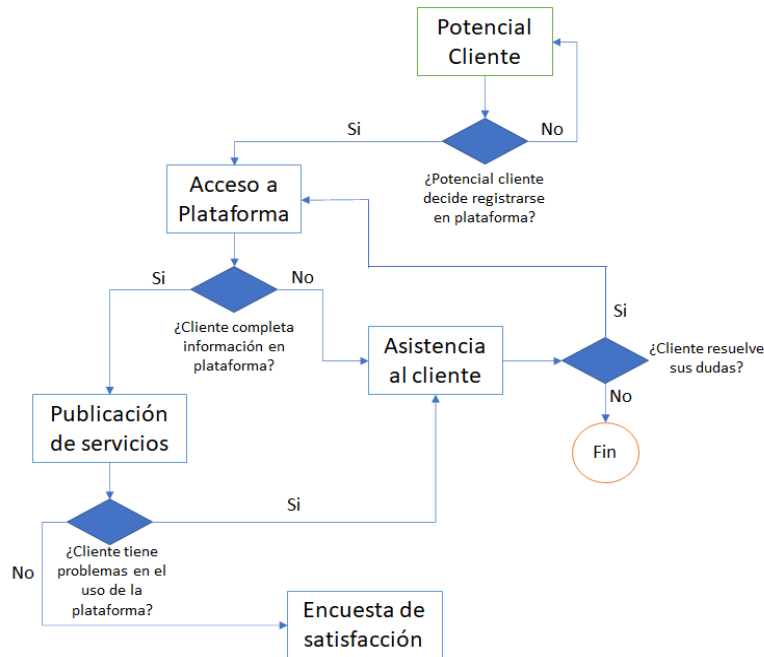 Potencial
Cliente
Si
No
¿Potencial cliente
decide registrarse
en plataforma?
Acceso a
Plataforma
Si
No
¿Cliente completa
información en
plataforma?
Asistencia
al cliente
Si
¿Cliente resuelve
sus dudas?
No
Fin
Publicación
de servicios
Si
¿Cliente tiene
problemas en el
uso de la
plataforma?
No
Encuesta de
satisfacción